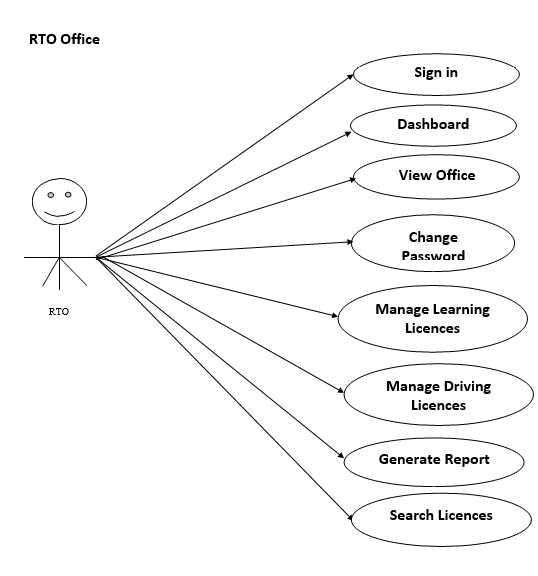 RTO Office
Sign in
Dashboard
View Office
Change
Password
RTO
Manage Learning
Licences
Manage Driving
Licences
Generate Report
Search Licences